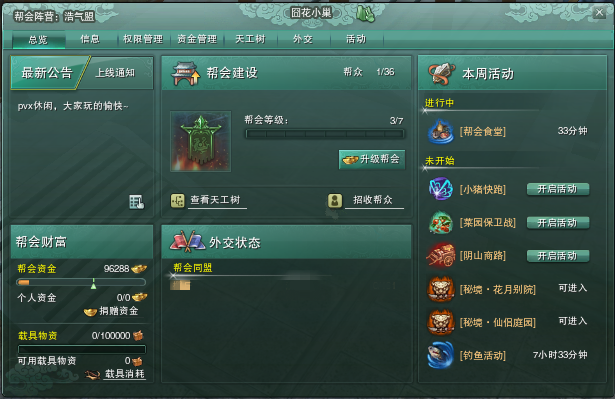 帮会阵营：浩气盟
囧花小巢
总览 信息 权限管理 资金管理 天工树 外交 活动
最新公告 上线通知
pvx休闲，大家玩的愉快~
帮会建设 帮众 1/36
帮会等级： 3/7
升级帮会
查看天工树 招收帮众
帮会财富
帮会资金 96288
个人资金 0/0
捐赠资金
载具物资 0/100000
可用载具物资 0
载具消耗
外交状态
帮会同盟
本周活动
进行中
[帮会食堂] 33分钟
未开始
[小猪快跑] 开启活动
[菜园保卫战] 开启活动
[阴山商路] 开启活动
[秘境·花月别院] 可进入
[秘境·仙侣庭园] 可进入
[钓鱼活动] 7小时33分钟